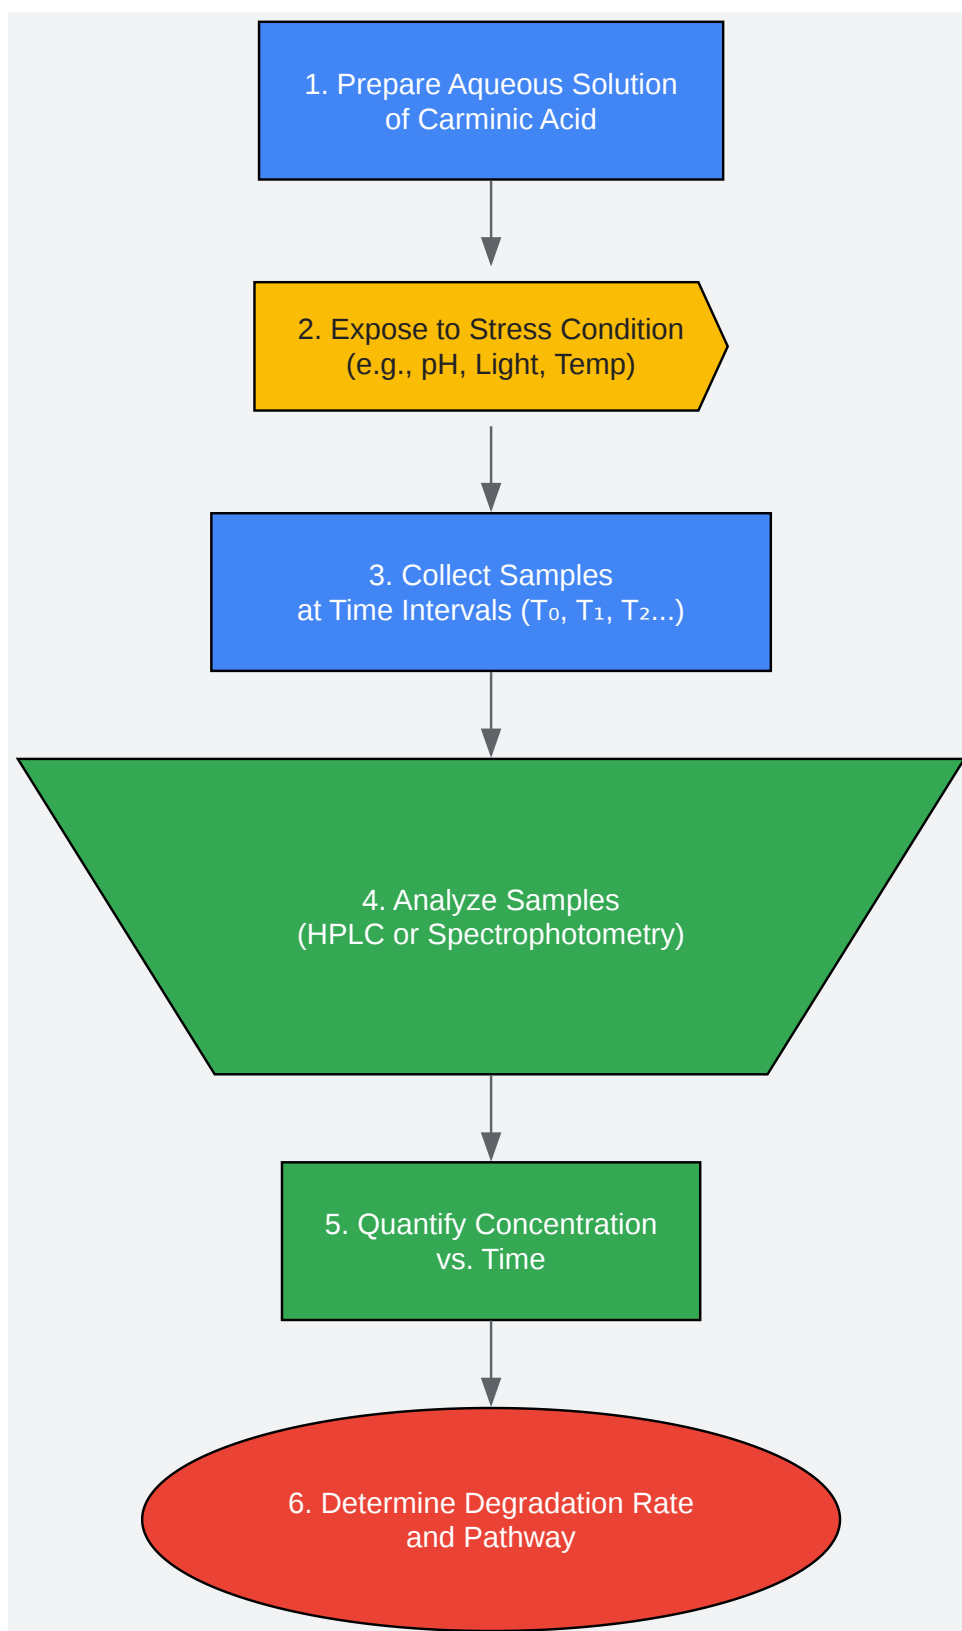 1. Prepare Aqueous Solution
of Carminic Acid
2. Expose to Stress Condition
(e.g., pH, Light, Temp)
3. Collect Samples
at Time Intervals (T₀, T₁, T₂...)
4. Analyze Samples
(HPLC or Spectrophotometry)
5. Quantify Concentration
vs. Time
6. Determine Degradation Rate
and Pathway